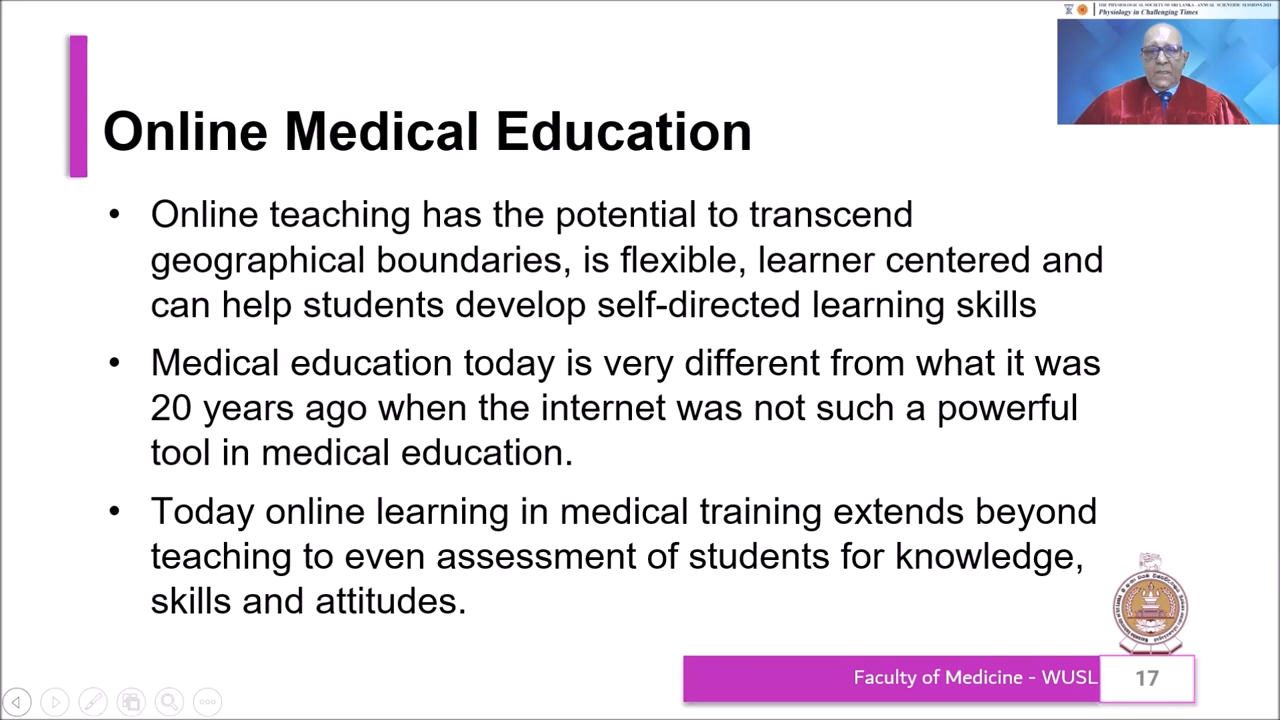 THE PHYSIOLOGICAL SOCIETY OF SRI LANKA - ANNUAL SCIENTIFIC SESSIONS 2021
Physiology in Challenging Times
Online Medical Education
• Online teaching has the potential to transcend
geographical boundaries, is flexible, learner centered and
can help students develop self-directed learning skills
• Medical education today is very different from what it was
20 years ago when the internet was not such a powerful
tool in medical education.
• Today online learning in medical training extends beyond
teaching to even assessment of students for knowledge,
skills and attitudes.
Faculty of Medicine - WUSL
17